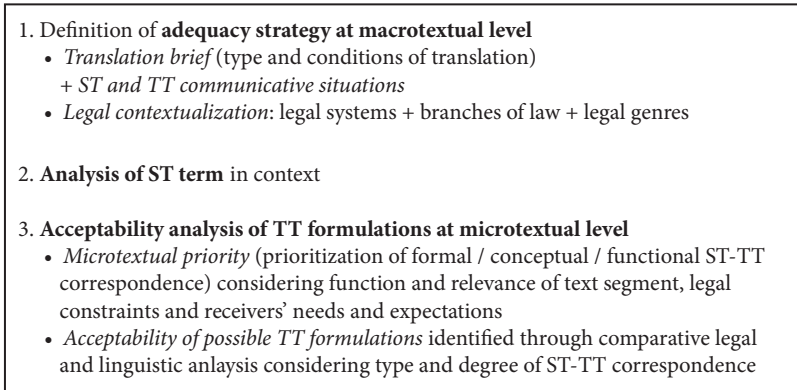 1. Definition of adequacy strategy at macrotextual level
• Translation brief (type and conditions of translation)
+ ST and TT communicative situations
• Legal contextualization: legal systems + branches of law + legal genres
2. Analysis of ST term in context
3. Acceptability analysis of TT formulations at microtextual level
• Microtextual priority (prioritization of formal / conceptual / functional ST-TT
correspondence) considering function and relevance of text segment, legal
constraints and receivers' needs and expectations
• Acceptability of possible TT formulations identified through comparative legal
and linguistic anlaysis considering type and degree of ST-TT correspondence